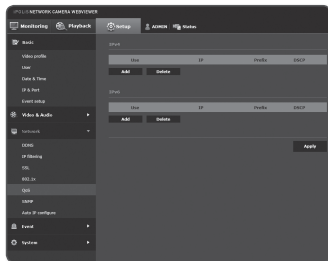 iPOLiS NETWORK CAMERA WEBVIEWER
Monitoring Playback Setup ADMIN Status
Basic
Video profile
User
Date & Time
IP & Port
Event setup
Video & Audio
Network
DDNS
IP filtering
SSL
802.1x
QoS
SNMP
Auto IP configure
Event
System
IPv4
Use IP Prefix DSCP
Add Delete
IPv6
Use IP Prefix DSCP
Add Delete
Apply